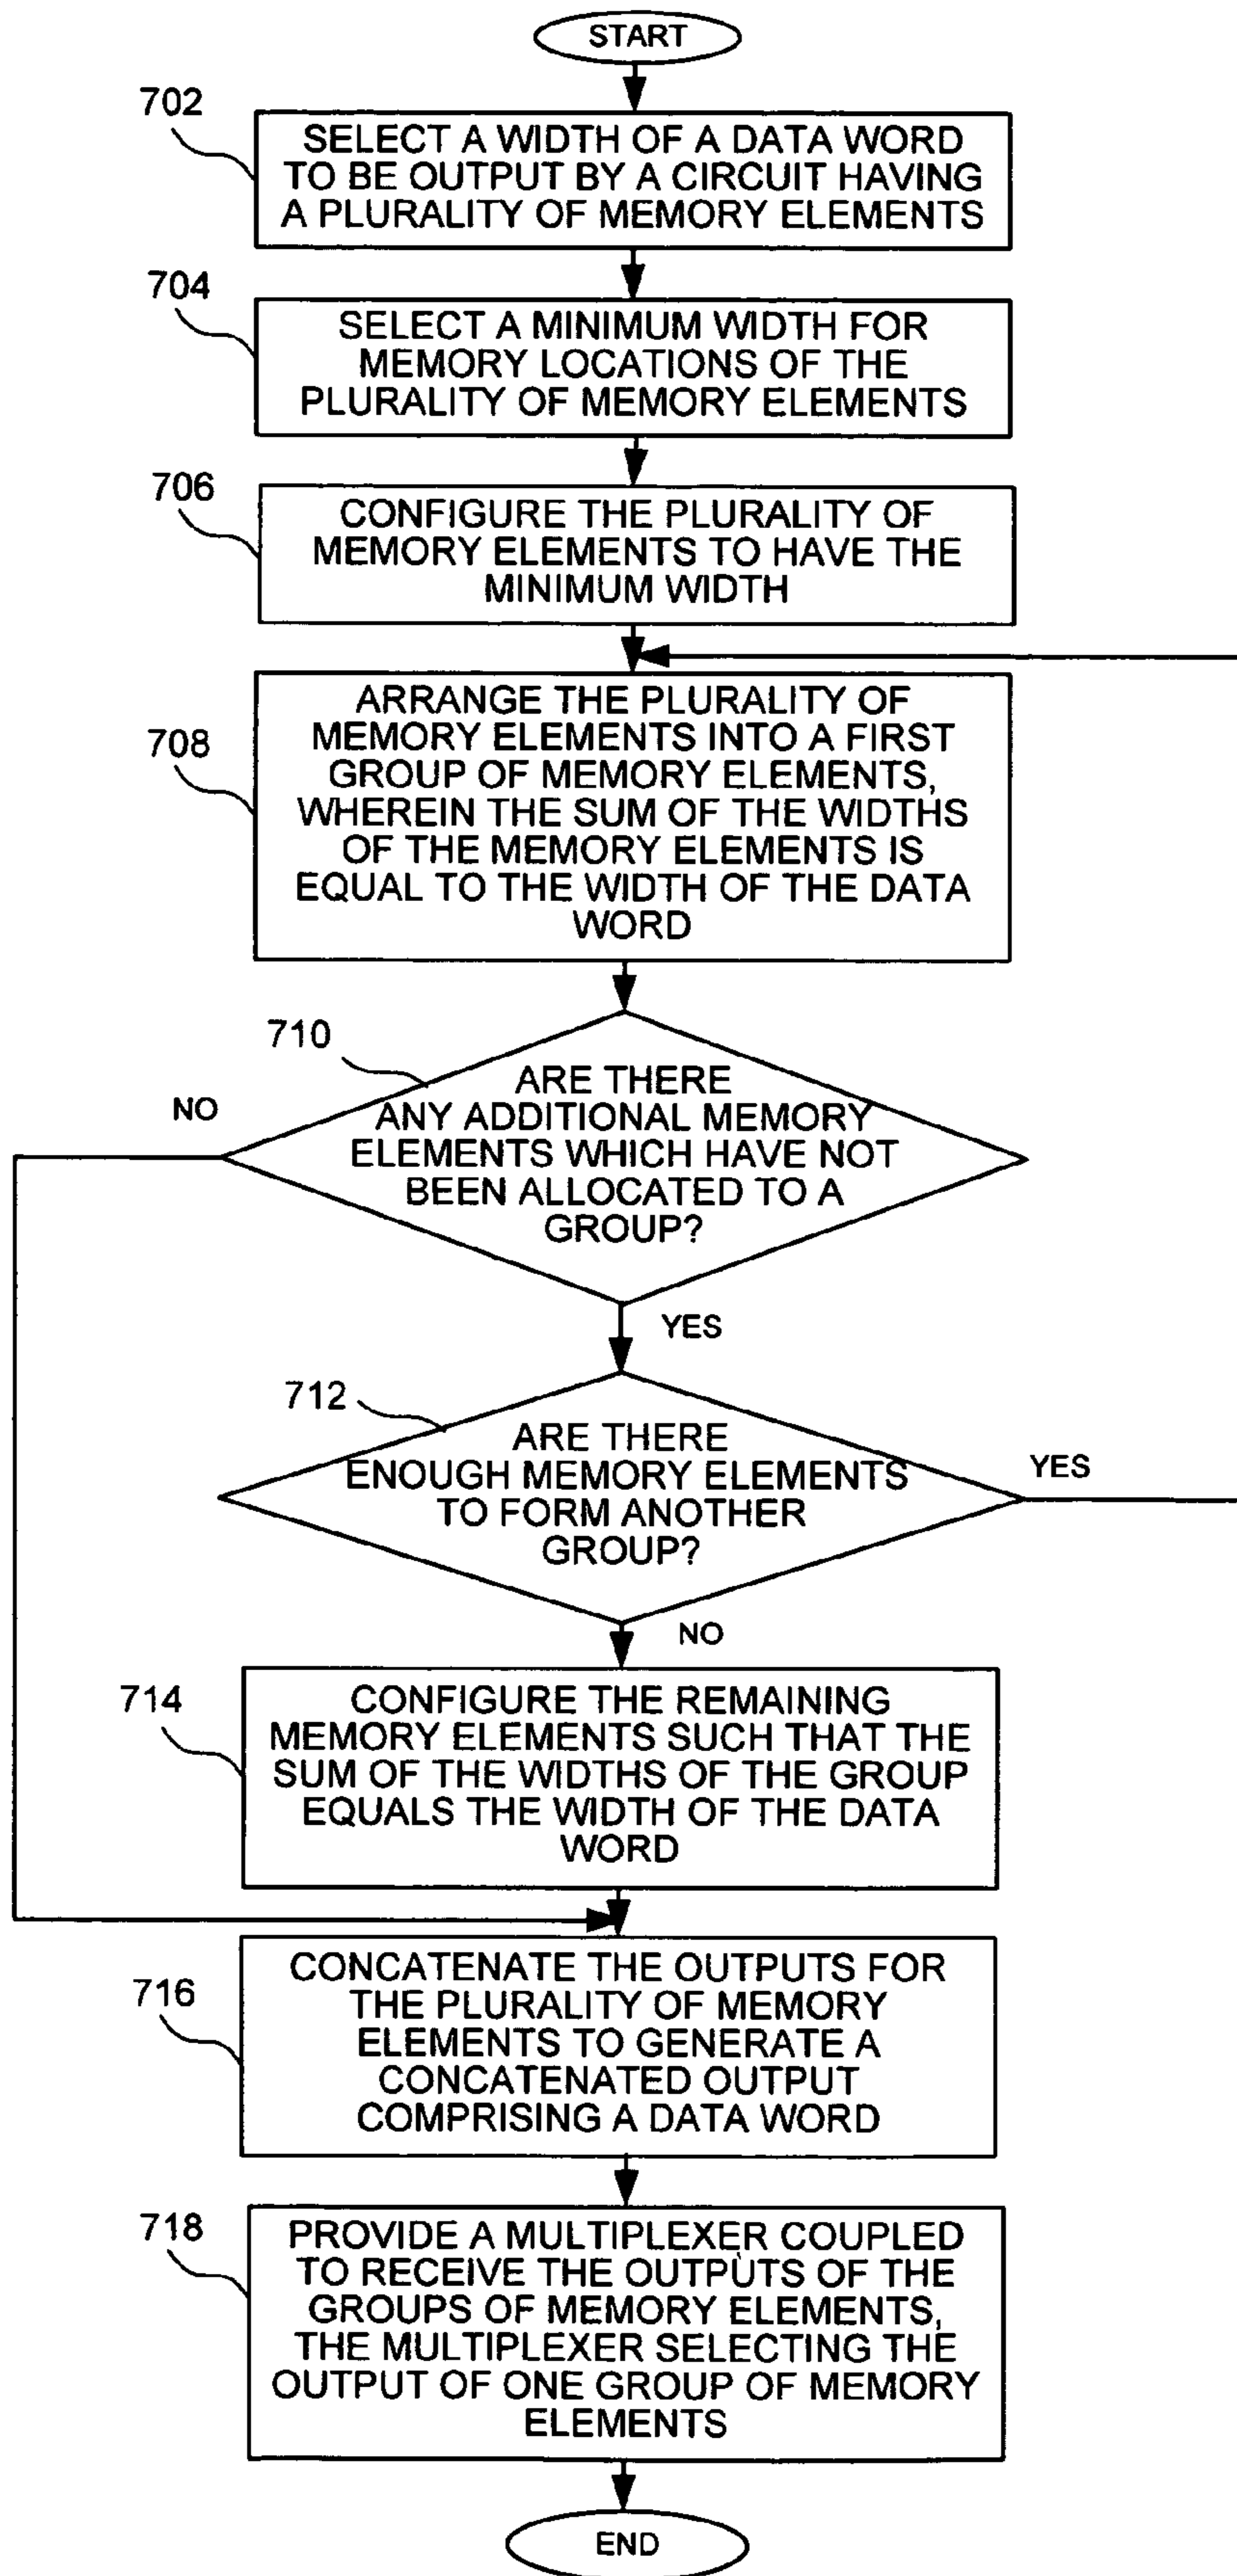 START
702
SELECT A WIDTH OF A DATA WORD
TO BE OUTPUT BY A CIRCUIT HAVING
A PLURALITY OF MEMORY ELEMENTS
704
SELECT A MINIMUM WIDTH FOR
MEMORY LOCATIONS OF THE
PLURALITY OF MEMORY ELEMENTS
706
CONFIGURE THE PLURALITY OF
MEMORY ELEMENTS TO HAVE THE
MINIMUM WIDTH
708
ARRANGE THE PLURALITY OF
MEMORY ELEMENTS INTO A FIRST
GROUP OF MEMORY ELEMENTS,
WHEREIN THE SUM OF THE WIDTHS
OF THE MEMORY ELEMENTS IS
EQUAL TO THE WIDTH OF THE DATA
WORD
710
NO
ARE THERE
ANY ADDITIONAL MEMORY
ELEMENTS WHICH HAVE NOT
BEEN ALLOCATED TO A
GROUP?
YES
712
ARE THERE
ENOUGH MEMORY ELEMENTS
TO FORM ANOTHER
GROUP?
YES
NO
714
CONFIGURE THE REMAINING
MEMORY ELEMENTS SUCH THAT THE
SUM OF THE WIDTHS OF THE GROUP
EQUALS THE WIDTH OF THE DATA
WORD
716
CONCATENATE THE OUTPUTS FOR
THE PLURALITY OF MEMORY
ELEMENTS TO GENERATE A
CONCATENATED OUTPUT
COMPRISING A DATA WORD
718
PROVIDE A MULTIPLEXER COUPLED
TO RECEIVE THE OUTPUTS OF THE
GROUPS OF MEMORY ELEMENTS,
THE MULTIPLEXER SELECTING THE
OUTPUT OF ONE GROUP OF MEMORY
ELEMENTS
END